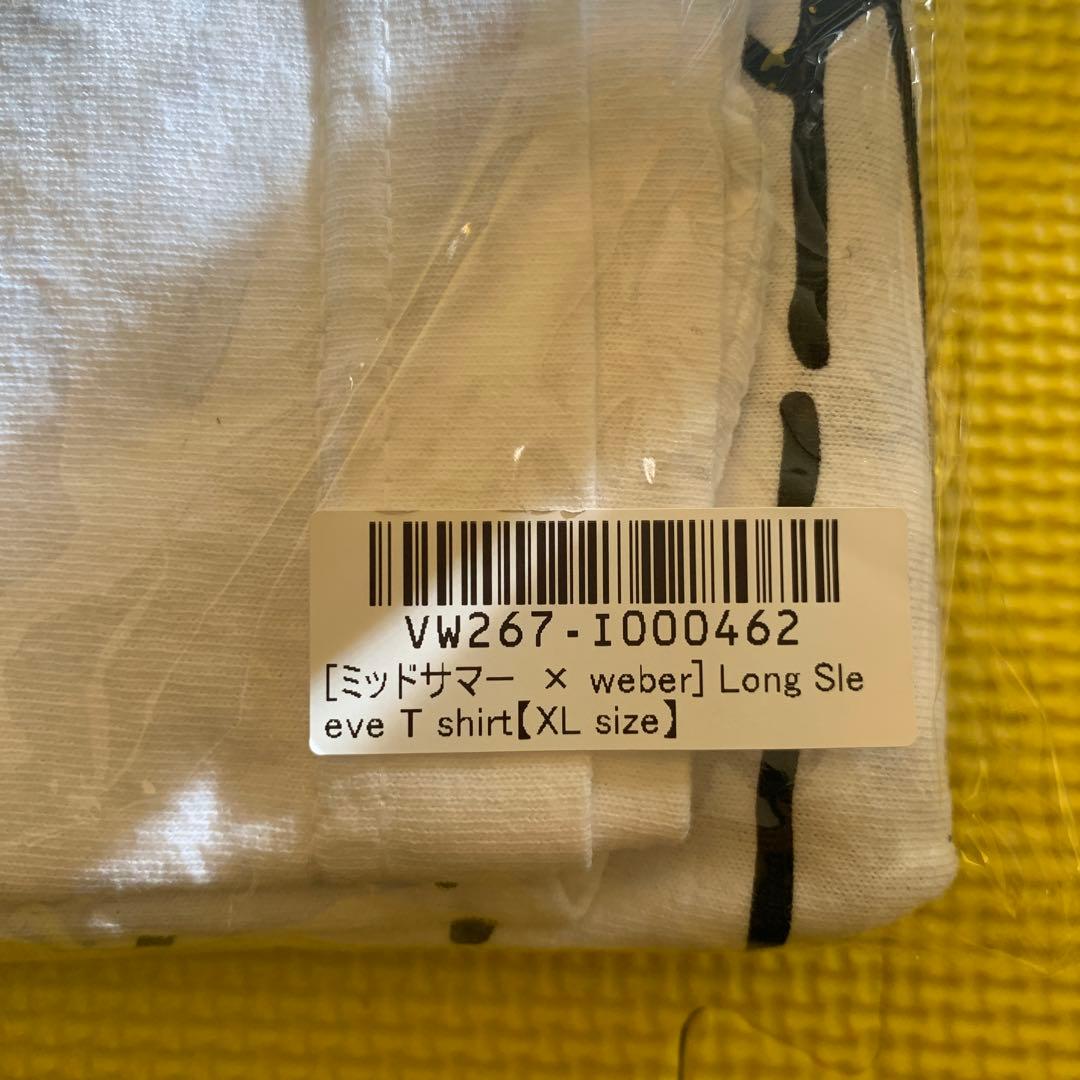 VW267-I000462
[ミッドサマー × weber] Long Sle
eve T shirt【XL size】